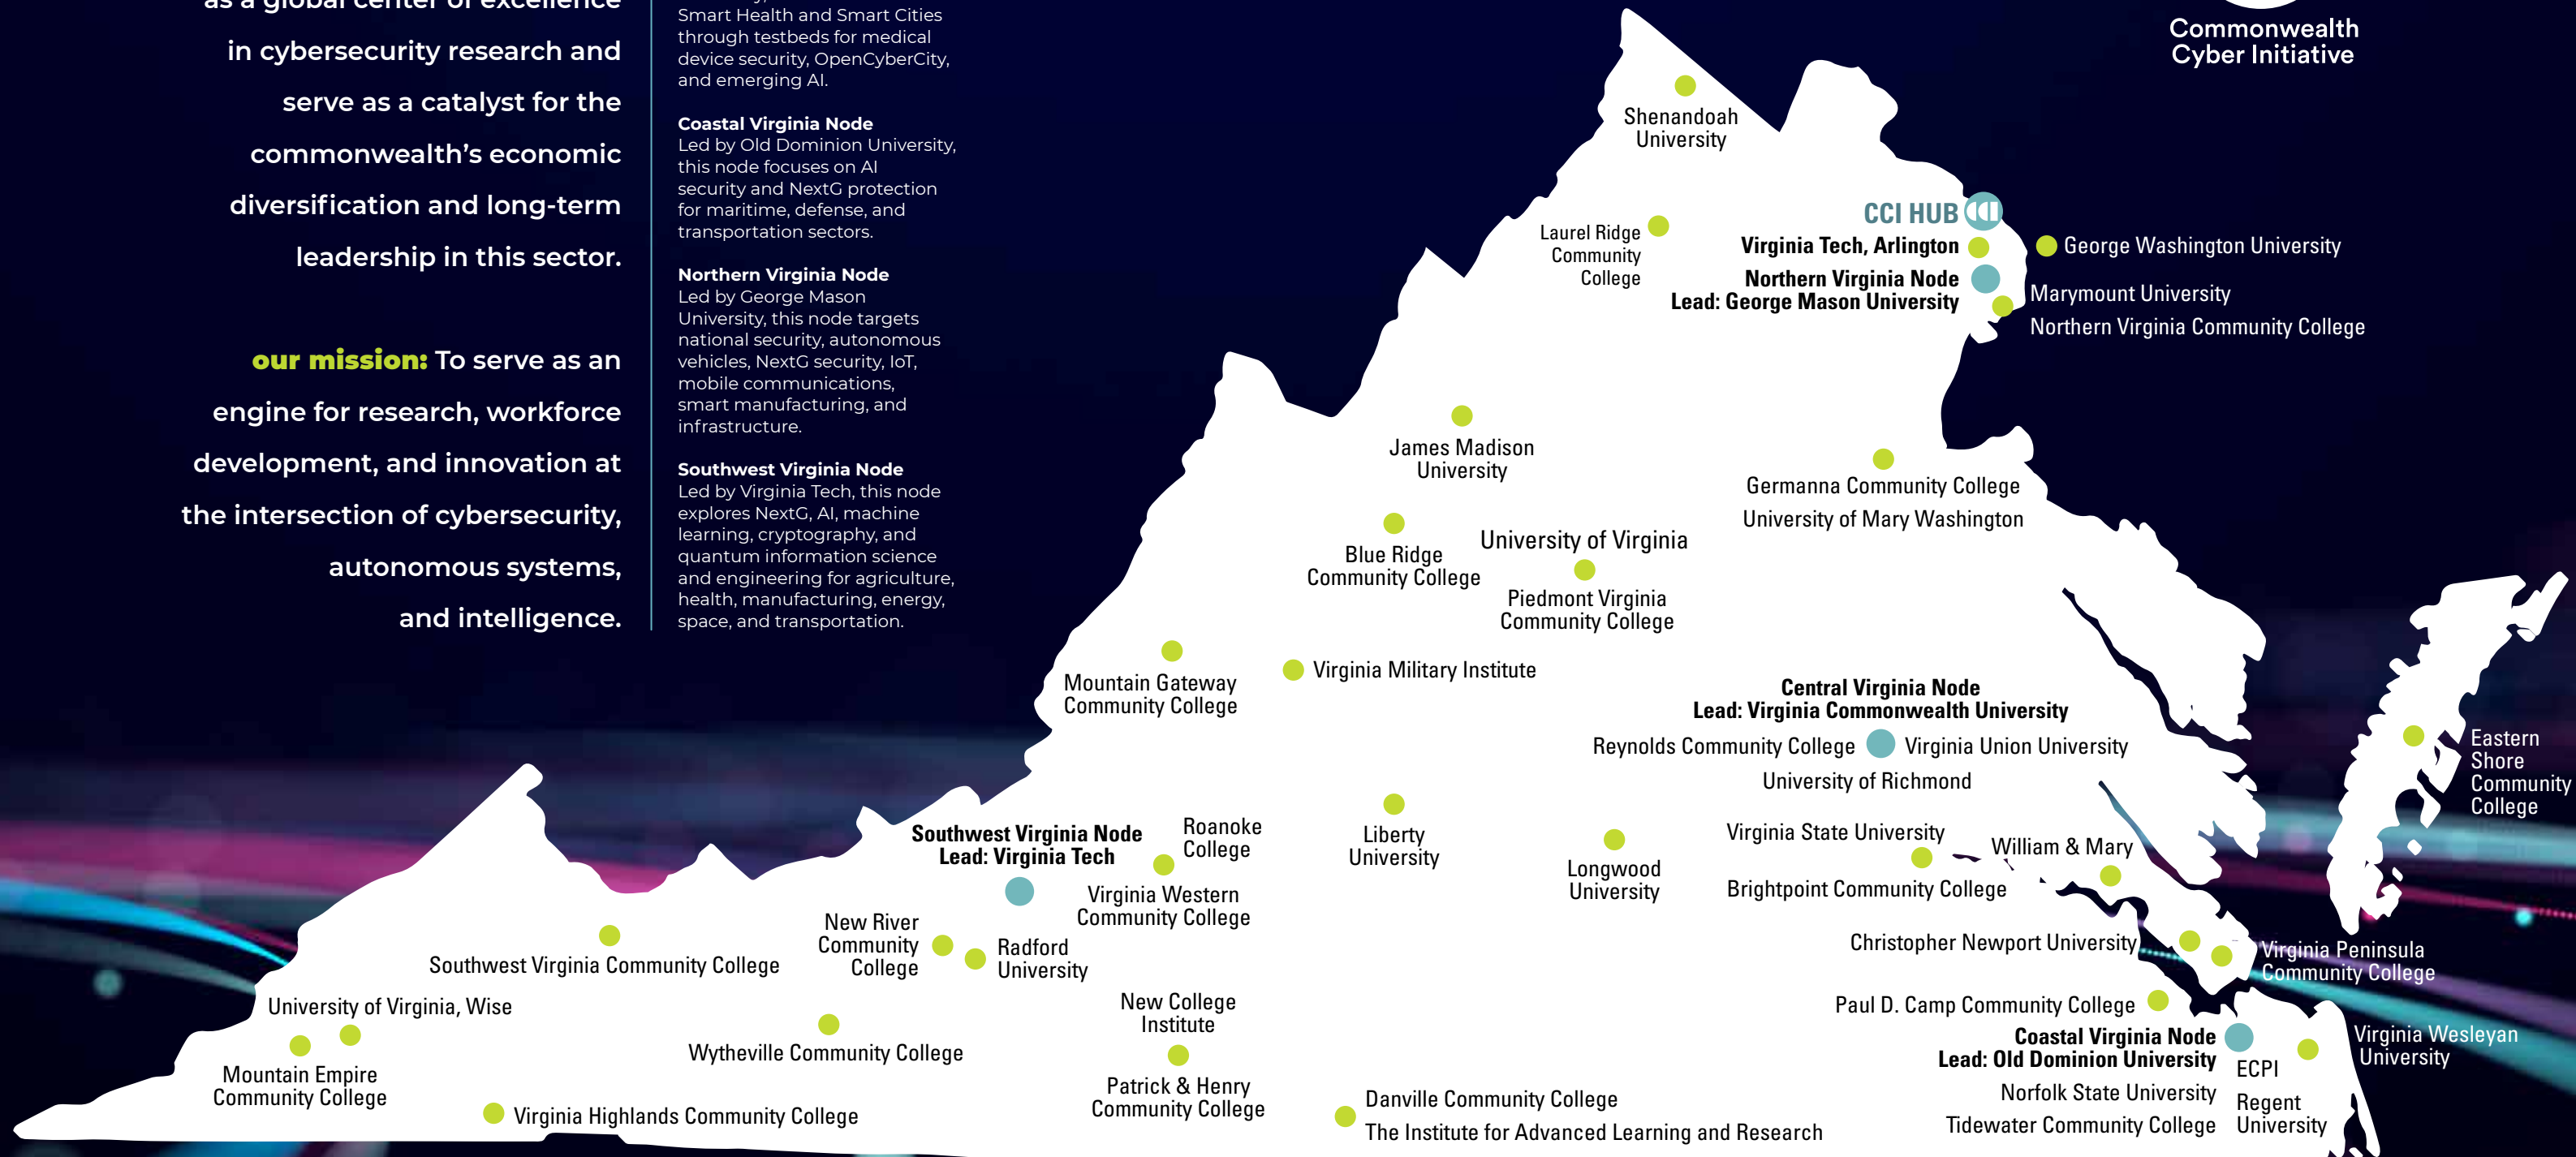 as a global center of excellence
in cybersecurity research and
serve as a catalyst for the
commonwealth's economic
diversification and long-term
leadership in this sector.
our mission: To serve as an
engine for research, workforce
development, and innovation at
the intersection of cybersecurity,
autonomous systems,
and intelligence.
Smart Health and Smart Cities
through testbeds for medical
device security, OpenCyberCity,
and emerging AI.
Coastal Virginia Node
Led by Old Dominion University,
this node focuses on AI
security and NextG protection
for maritime, defense, and
transportation sectors.
Northern Virginia Node
Led by George Mason
University, this node targets
national security, autonomous
vehicles, NextG security, IoT,
mobile communications,
smart manufacturing, and
infrastructure.
Southwest Virginia Node
Led by Virginia Tech, this node
explores NextG, AI, machine
learning, cryptography, and
quantum information science
and engineering for agriculture,
health, manufacturing, energy,
space, and transportation.
Commonwealth
Cyber Initiative
Shenandoah
University
Laurel Ridge
Community
College
CCI HUB
Virginia Tech, Arlington
Northern Virginia Node
Lead: George Mason University
George Washington University
Marymount University
Northern Virginia Community College
James Madison
University
Germanna Community College
University of Mary Washington
Blue Ridge
Community College
University of Virginia
Piedmont Virginia
Community College
Mountain Gateway
Community College
Virginia Military Institute
Central Virginia Node
Lead: Virginia Commonwealth University
Reynolds Community College
Virginia Union University
University of Richmond
Eastern
Shore
Community
College
Southwest Virginia Node
Lead: Virginia Tech
Roanoke
College
Virginia Western
Community College
Liberty
University
Longwood
University
Virginia State University
Brightpoint Community College
William & Mary
New River
Community
College
Radford
University
Southwest Virginia Community College
Christopher Newport University
Virginia Peninsula
Community College
University of Virginia, Wise
Mountain Empire
Community College
Wytheville Community College
New College
Institute
Patrick & Henry
Community College
Paul D. Camp Community College
Coastal Virginia Node
Lead: Old Dominion University
Norfolk State University
Tidewater Community College
ECPI
Regent
University
Virginia Wesleyan
University
Virginia Highlands Community College
Danville Community College
The Institute for Advanced Learning and Research